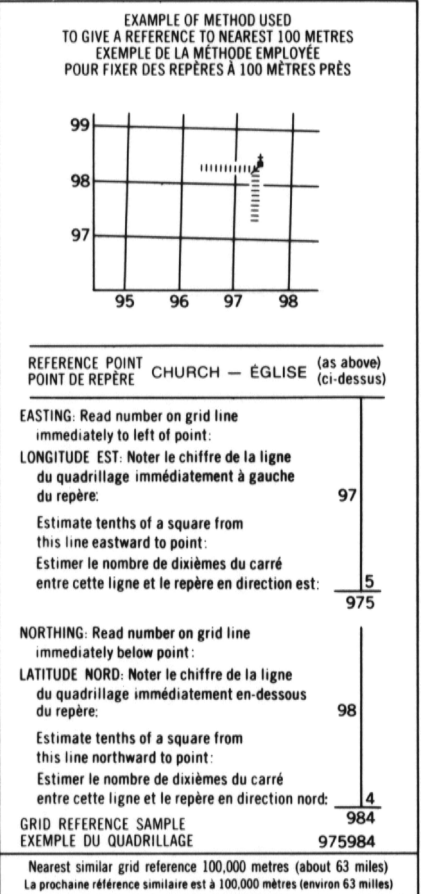 EXAMPLE OF METHOD USED
TO GIVE A REFERENCE TO NEAREST 100 METRES
EXEMPLE DE LA MÉTHODE EMPLOYÉE
POUR FIXER DES REPÈRES À 100 MÈTRES PRÈS
99
98
97
95 96 97 98
REFERENCE POINT
POINT DE REPÈRE
CHURCH — ÉGLISE
(as above)
(ci-dessus)
EASTING: Read number on grid line
immediately to left of point:
LONGITUDE EST: Noter le chiffre de la ligne
du quadrillage immédiatement à gauche
du repère: 97
Estimate tenths of a square from
this line eastward to point:
Estimer le nombre de dixièmes du carré
entre cette ligne et le repère en direction est: 5
975
NORTHING: Read number on grid line
immediately below point:
LATITUDE NORD: Noter le chiffre de la ligne
du quadrillage immédiatement en-dessous
du repère: 98
Estimate tenths of a square from
this line northward to point:
Estimer le nombre de dixièmes du carré
entre cette ligne et le repère en direction nord: 4
984
GRID REFERENCE SAMPLE
EXEMPLE DU QUADRILLAGE 975984
Nearest similar grid reference 100,000 metres (about 63 miles)
La prochaine référence similaire est à 100,000 mètres (environ 63 miles)